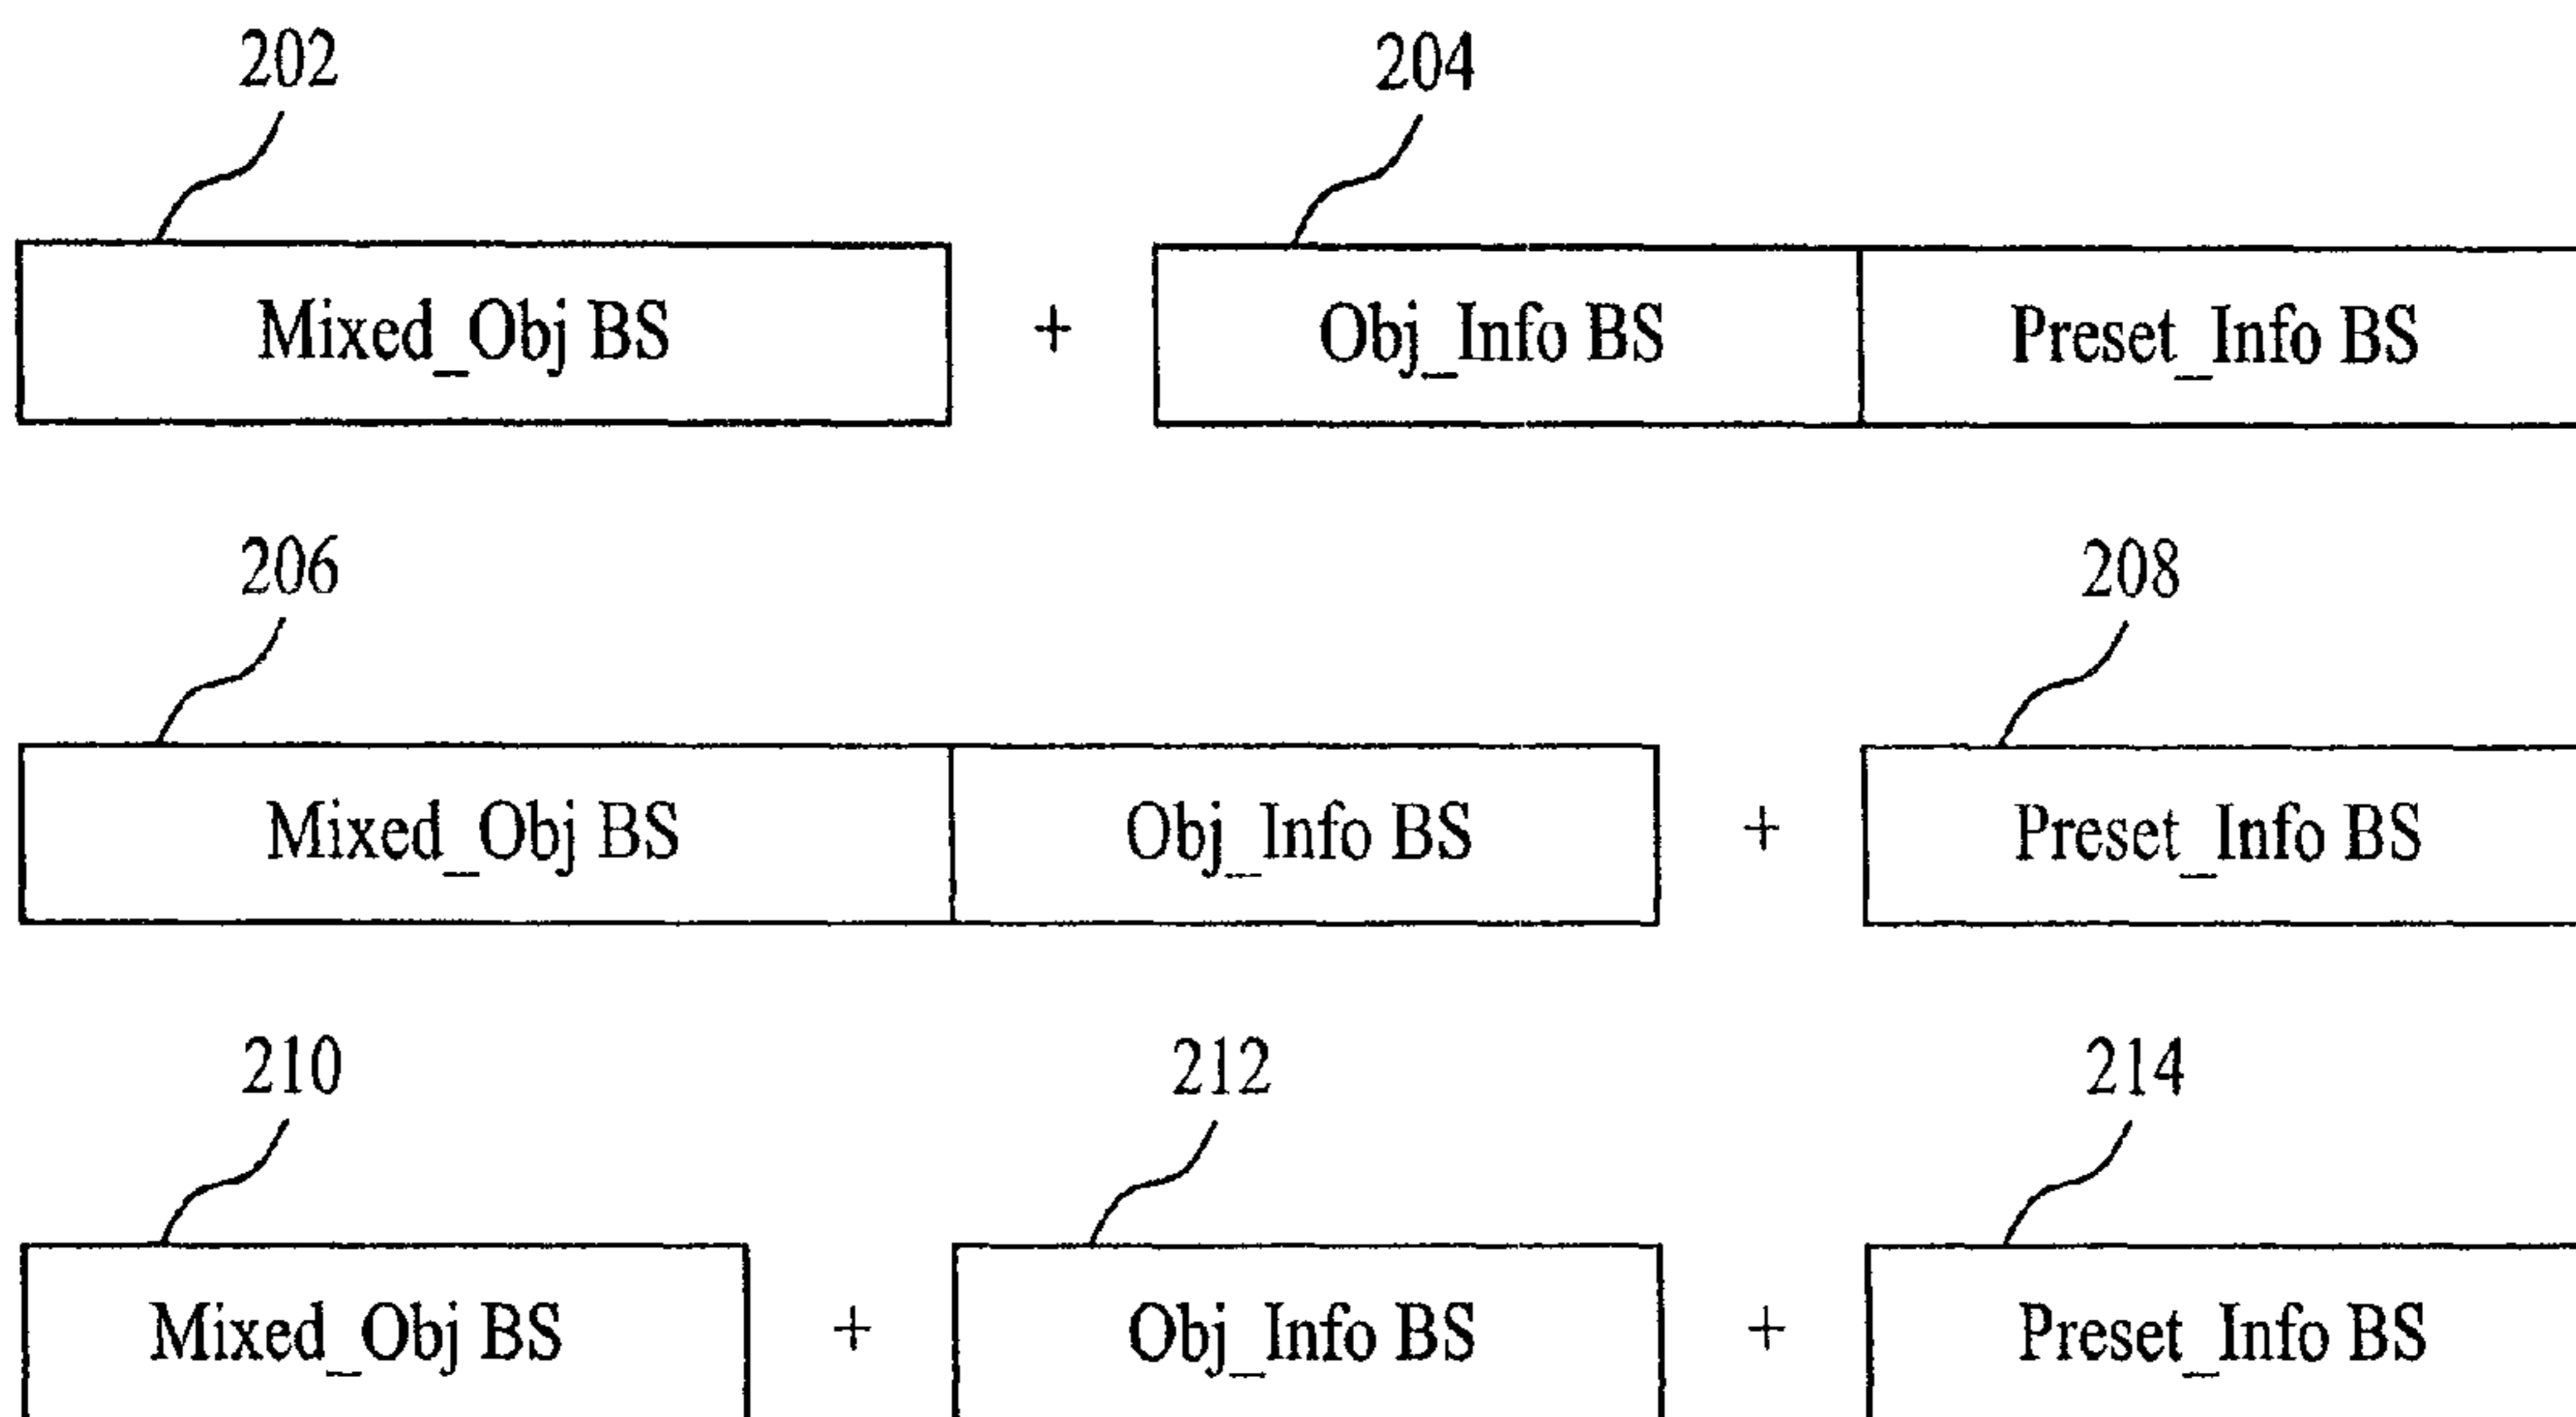 202 204
Mixed_Obj BS + Obj_Info BS Preset_Info BS
206 208
Mixed_Obj BS Obj_Info BS + Preset_Info BS
210 212 214
Mixed_Obj BS + Obj_Info BS + Preset_Info BS